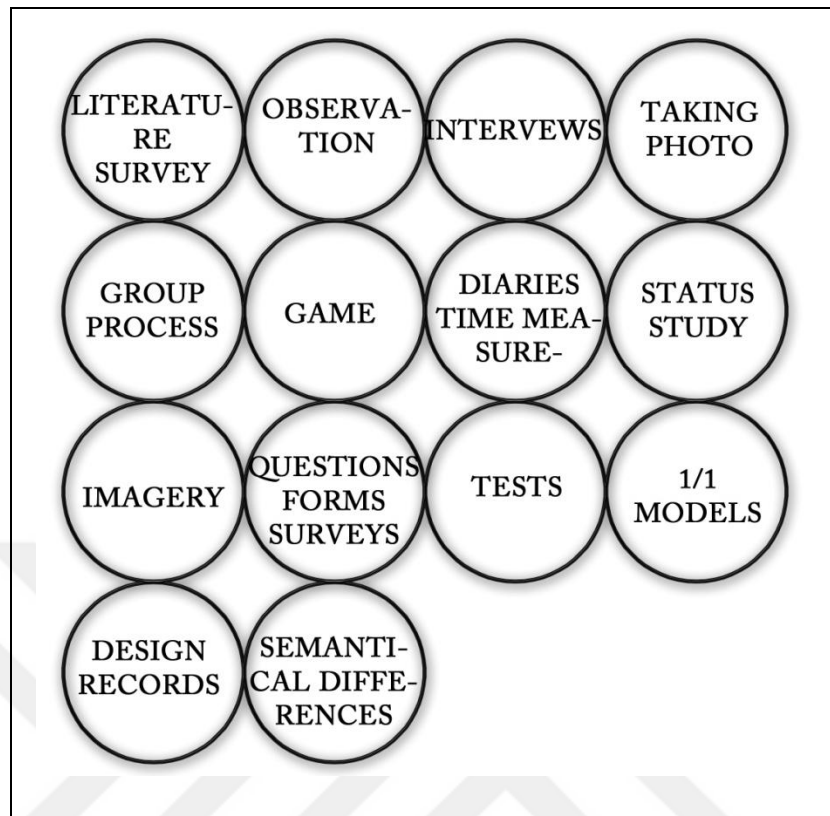 LITERATU-
RE
SURVEY
OBSERVA-
TION
INTERVEWS
TAKING
PHOTO
GROUP
PROCESS
GAME
DIARIES
TIME MEA-
SURE-
STATUS
STUDY
IMAGERY
QUESTIONS
FORMS
SURVEYS
TESTS
1/1
MODELS
DESIGN
RECORDS
SEMANTI-
CAL DIFFE-
RENCES